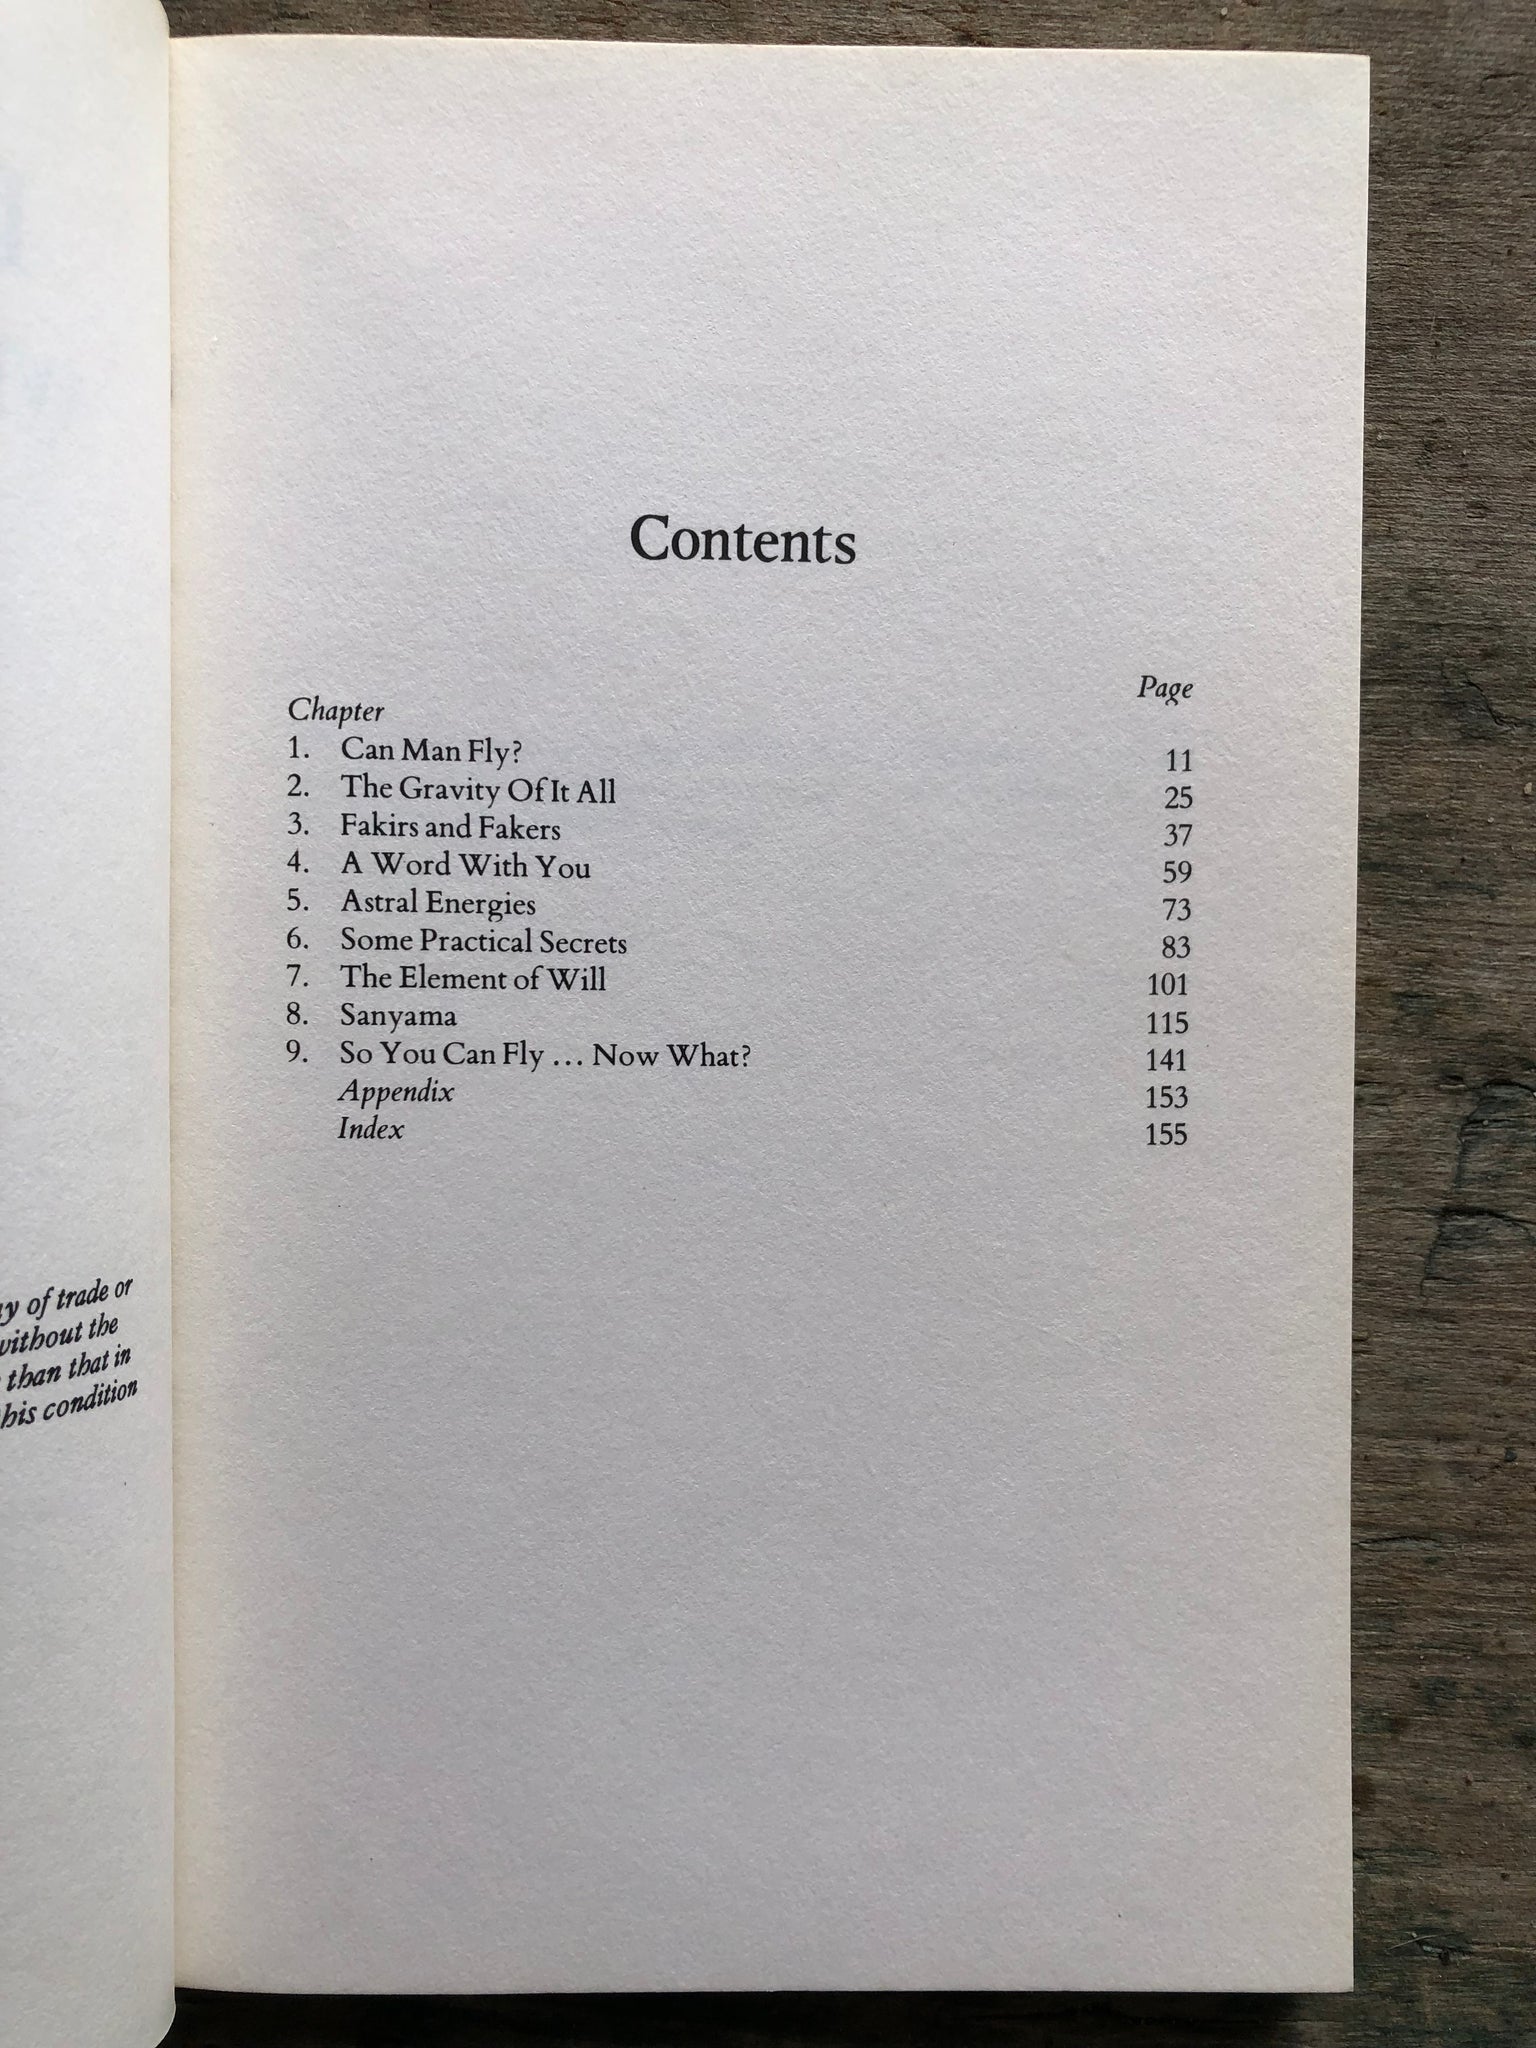 ay of trade or
without the
than that in
his condition
Contents
Chapter Page
1. Can Man Fly? 11
2. The Gravity Of It All 25
3. Fakirs and Fakers 37
4. A Word With You 59
5. Astral Energies 73
6. Some Practical Secrets 83
7. The Element of Will 101
8. Sanyama 115
9. So You Can Fly ... Now What? 141
Appendix 153
Index 155